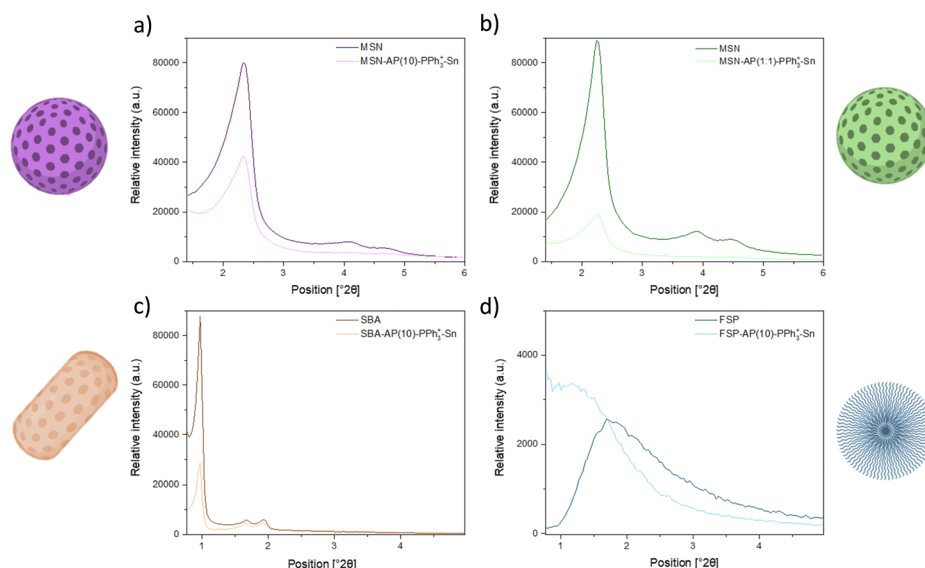 a)
MSN
MSN-AP(10)-PPh₃⁺-Sn
Relative intensity (a.u.)
80000
60000
40000
20000
0
2
3
4
5
6
Position [°2θ]
b)
MSN
MSN-AP(1:1)-PPh₃⁺-Sn
Relative intensity (a.u.)
80000
60000
40000
20000
0
2
3
4
5
6
Position [°2θ]
c)
SBA
SBA-AP(10)-PPh₃⁺-Sn
Relative intensity (a.u.)
80000
60000
40000
20000
0
1
2
3
4
Position [°2θ]
d)
FSP
FSP-AP(10)-PPh₃⁺-Sn
Relative intensity (a.u.)
4000
2000
0
1
2
3
4
Position [°2θ]